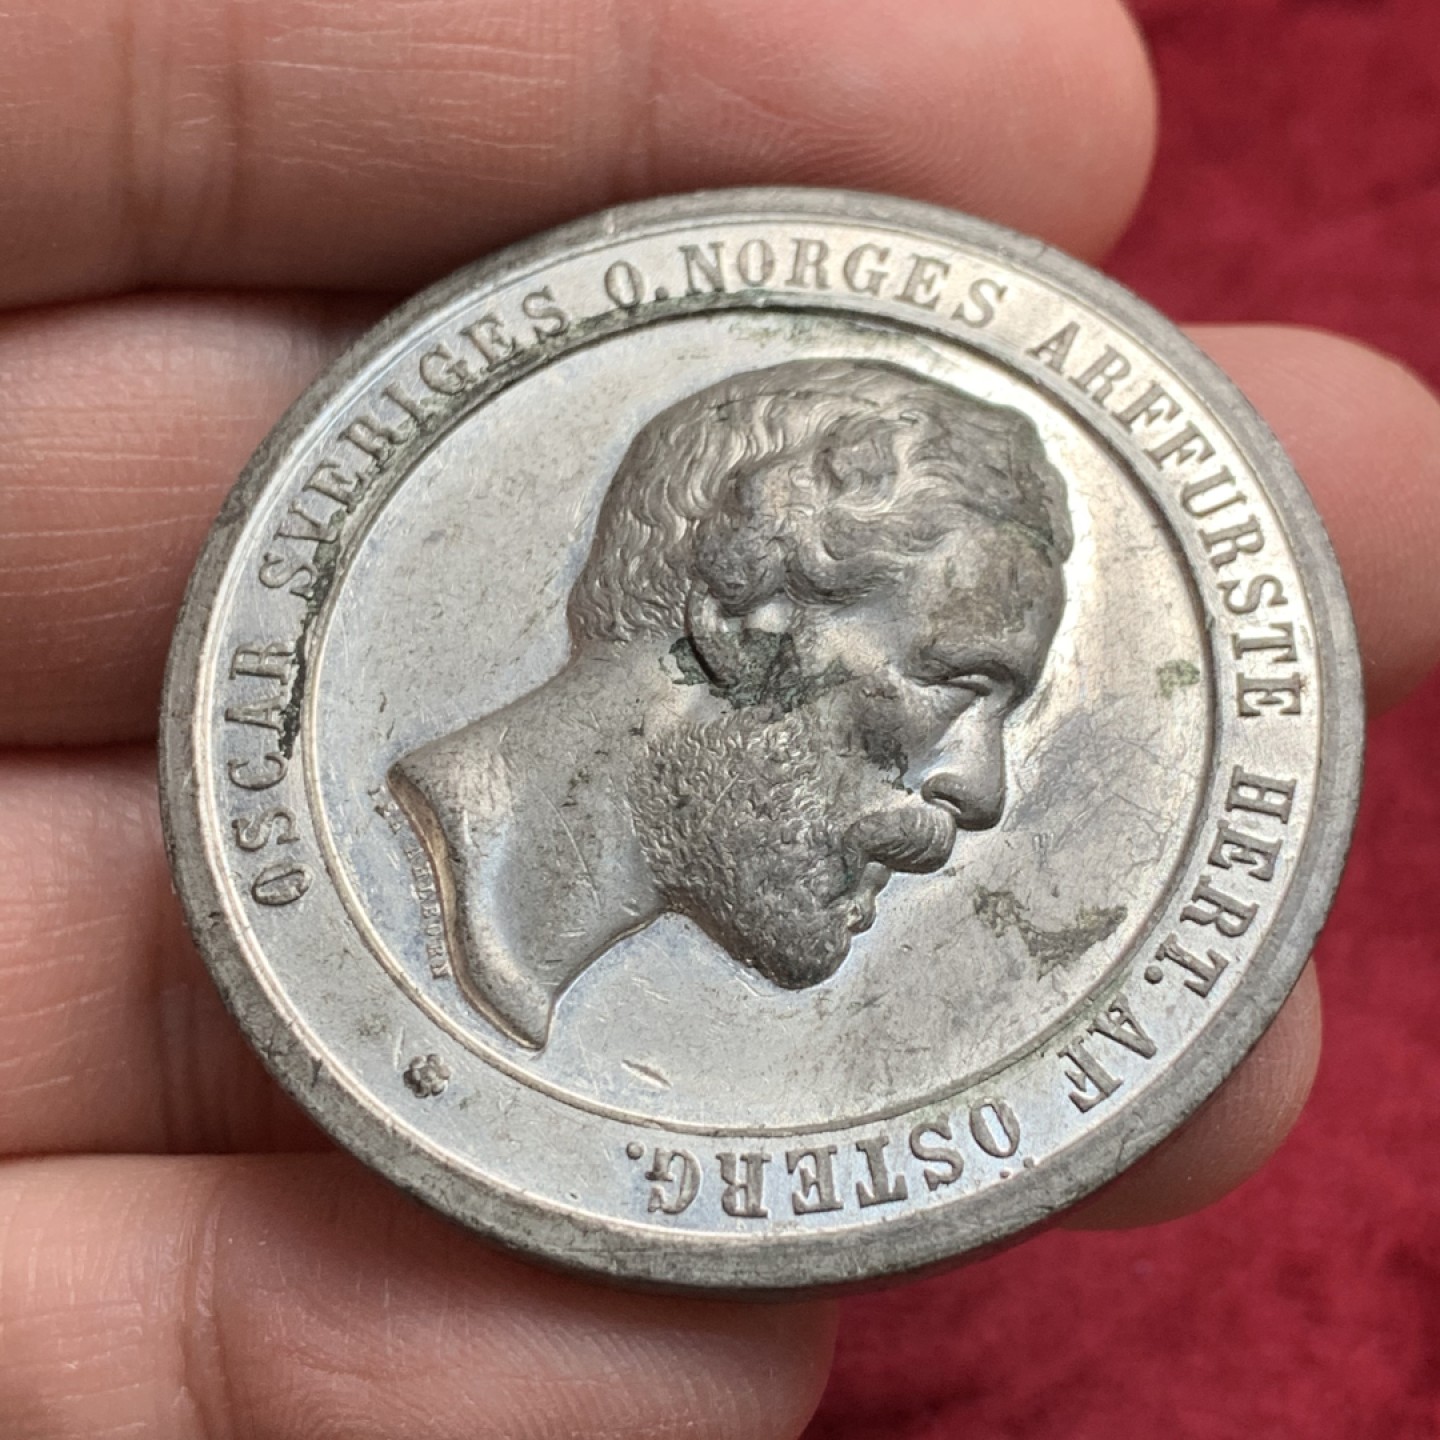 OSCAR SVERIGES O. NORGES ARFFURSTE HERT. AF ÖSTERG.